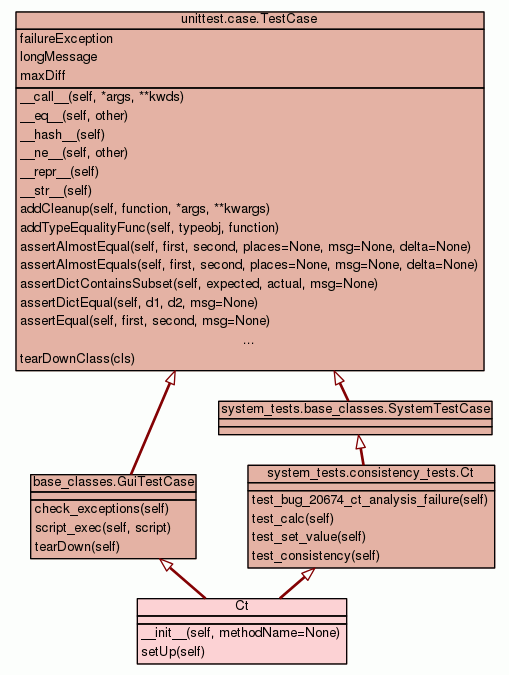 unittest.case.TestCase
failureException
longMessage
maxDiff
__call__(self, *args, **kwds)
__eq__(self, other)
__hash__(self)
__ne__(self, other)
__repr__(self)
__str__(self)
addCleanup(self, function, *args, **kwargs)
addTypeEqualityFunc(self, typeobj, function)
assertAlmostEqual(self, first, second, places=None, msg=None, delta=None)
assertAlmostEquals(self, first, second, places=None, msg=None, delta=None)
assertDictContainsSubset(self, expected, actual, msg=None)
assertDictEqual(self, d1, d2, msg=None)
assertEqual(self, first, second, msg=None)
...
tearDownClass(cls)
system_tests.base_classes.SystemTestCase
base_classes.GuiTestCase
check_exceptions(self)
script_exec(self, script)
tearDown(self)
system_tests.consistency_tests.Ct
test_bug_20674_ct_analysis_failure(self)
test_calc(self)
test_set_value(self)
test_consistency(self)
Ct
__init__(self, methodName=None)
setUp(self)